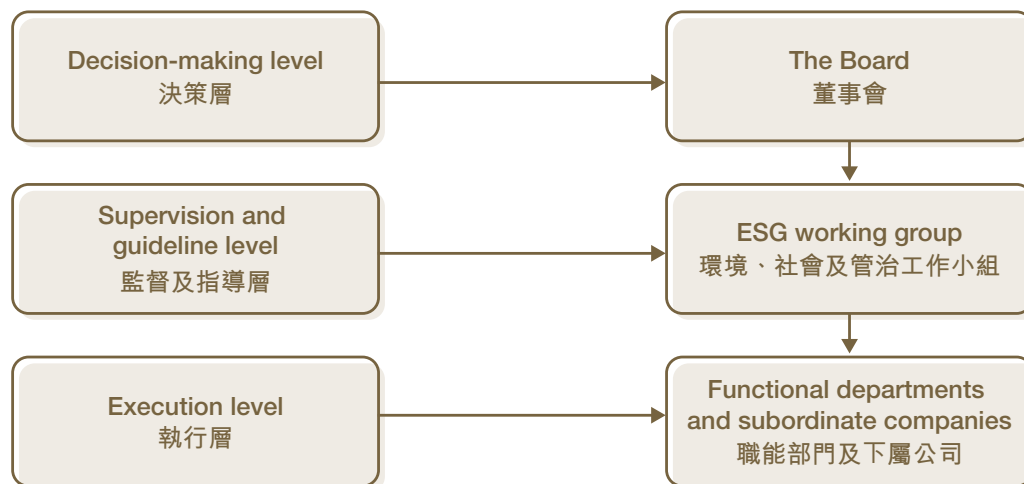 Decision-making level
決策層
The Board
董事會
Supervision and
guideline level
監督及指導層
ESG working group
環境、社會及管治工作小組
Execution level
執行層
Functional departments
and subordinate companies
職能部門及下屬公司